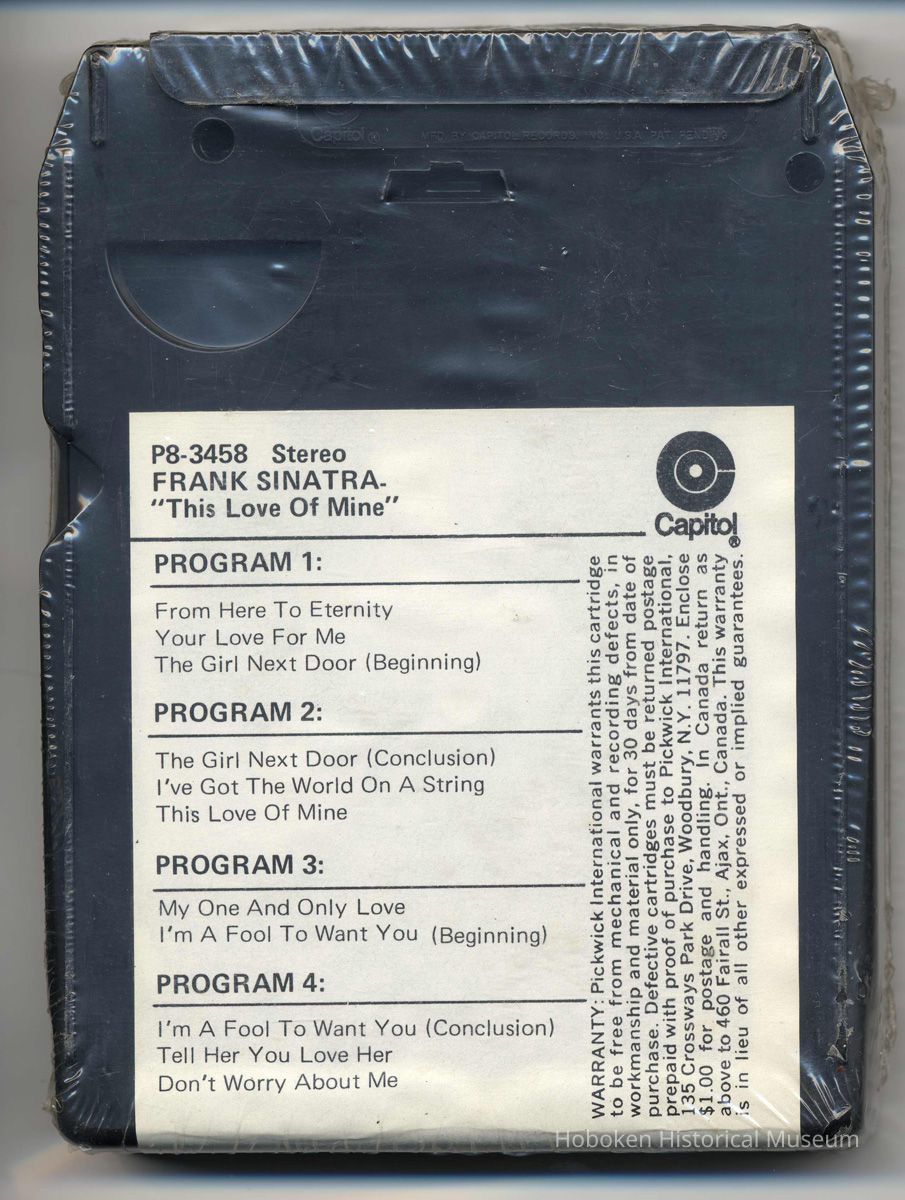 Capitol ®
MFD. BY CAPITOL RECORDS, INC. U.S.A. PAT. PENDING
P8-3458 Stereo
FRANK SINATRA-
“This Love Of Mine”
Capitol®
PROGRAM 1:
From Here To Eternity
Your Love For Me
The Girl Next Door (Beginning)
PROGRAM 2:
The Girl Next Door (Conclusion)
I've Got The World On A String
This Love Of Mine
PROGRAM 3:
My One And Only Love
I'm A Fool To Want You (Beginning)
PROGRAM 4:
I'm A Fool To Want You (Conclusion)
Tell Her You Love Her
Don't Worry About Me
WARRANTY: Pickwick International warrants this cartridge
to be free from mechanical and recording defects, in
workmanship and material only, for 30 days from date of
purchase. Defective cartridges must be returned postage
prepaid with proof of purchase to Pickwick International,
135 Crossways Park Drive, Woodbury, N.Y. 11797. Enclose
$1.00 for postage and handling. In Canada return as
above to 460 Fairall St., Ajax, Ont., Canada. This warranty
is in lieu of all other expressed or implied guarantees.
Hoboken Historical Museum